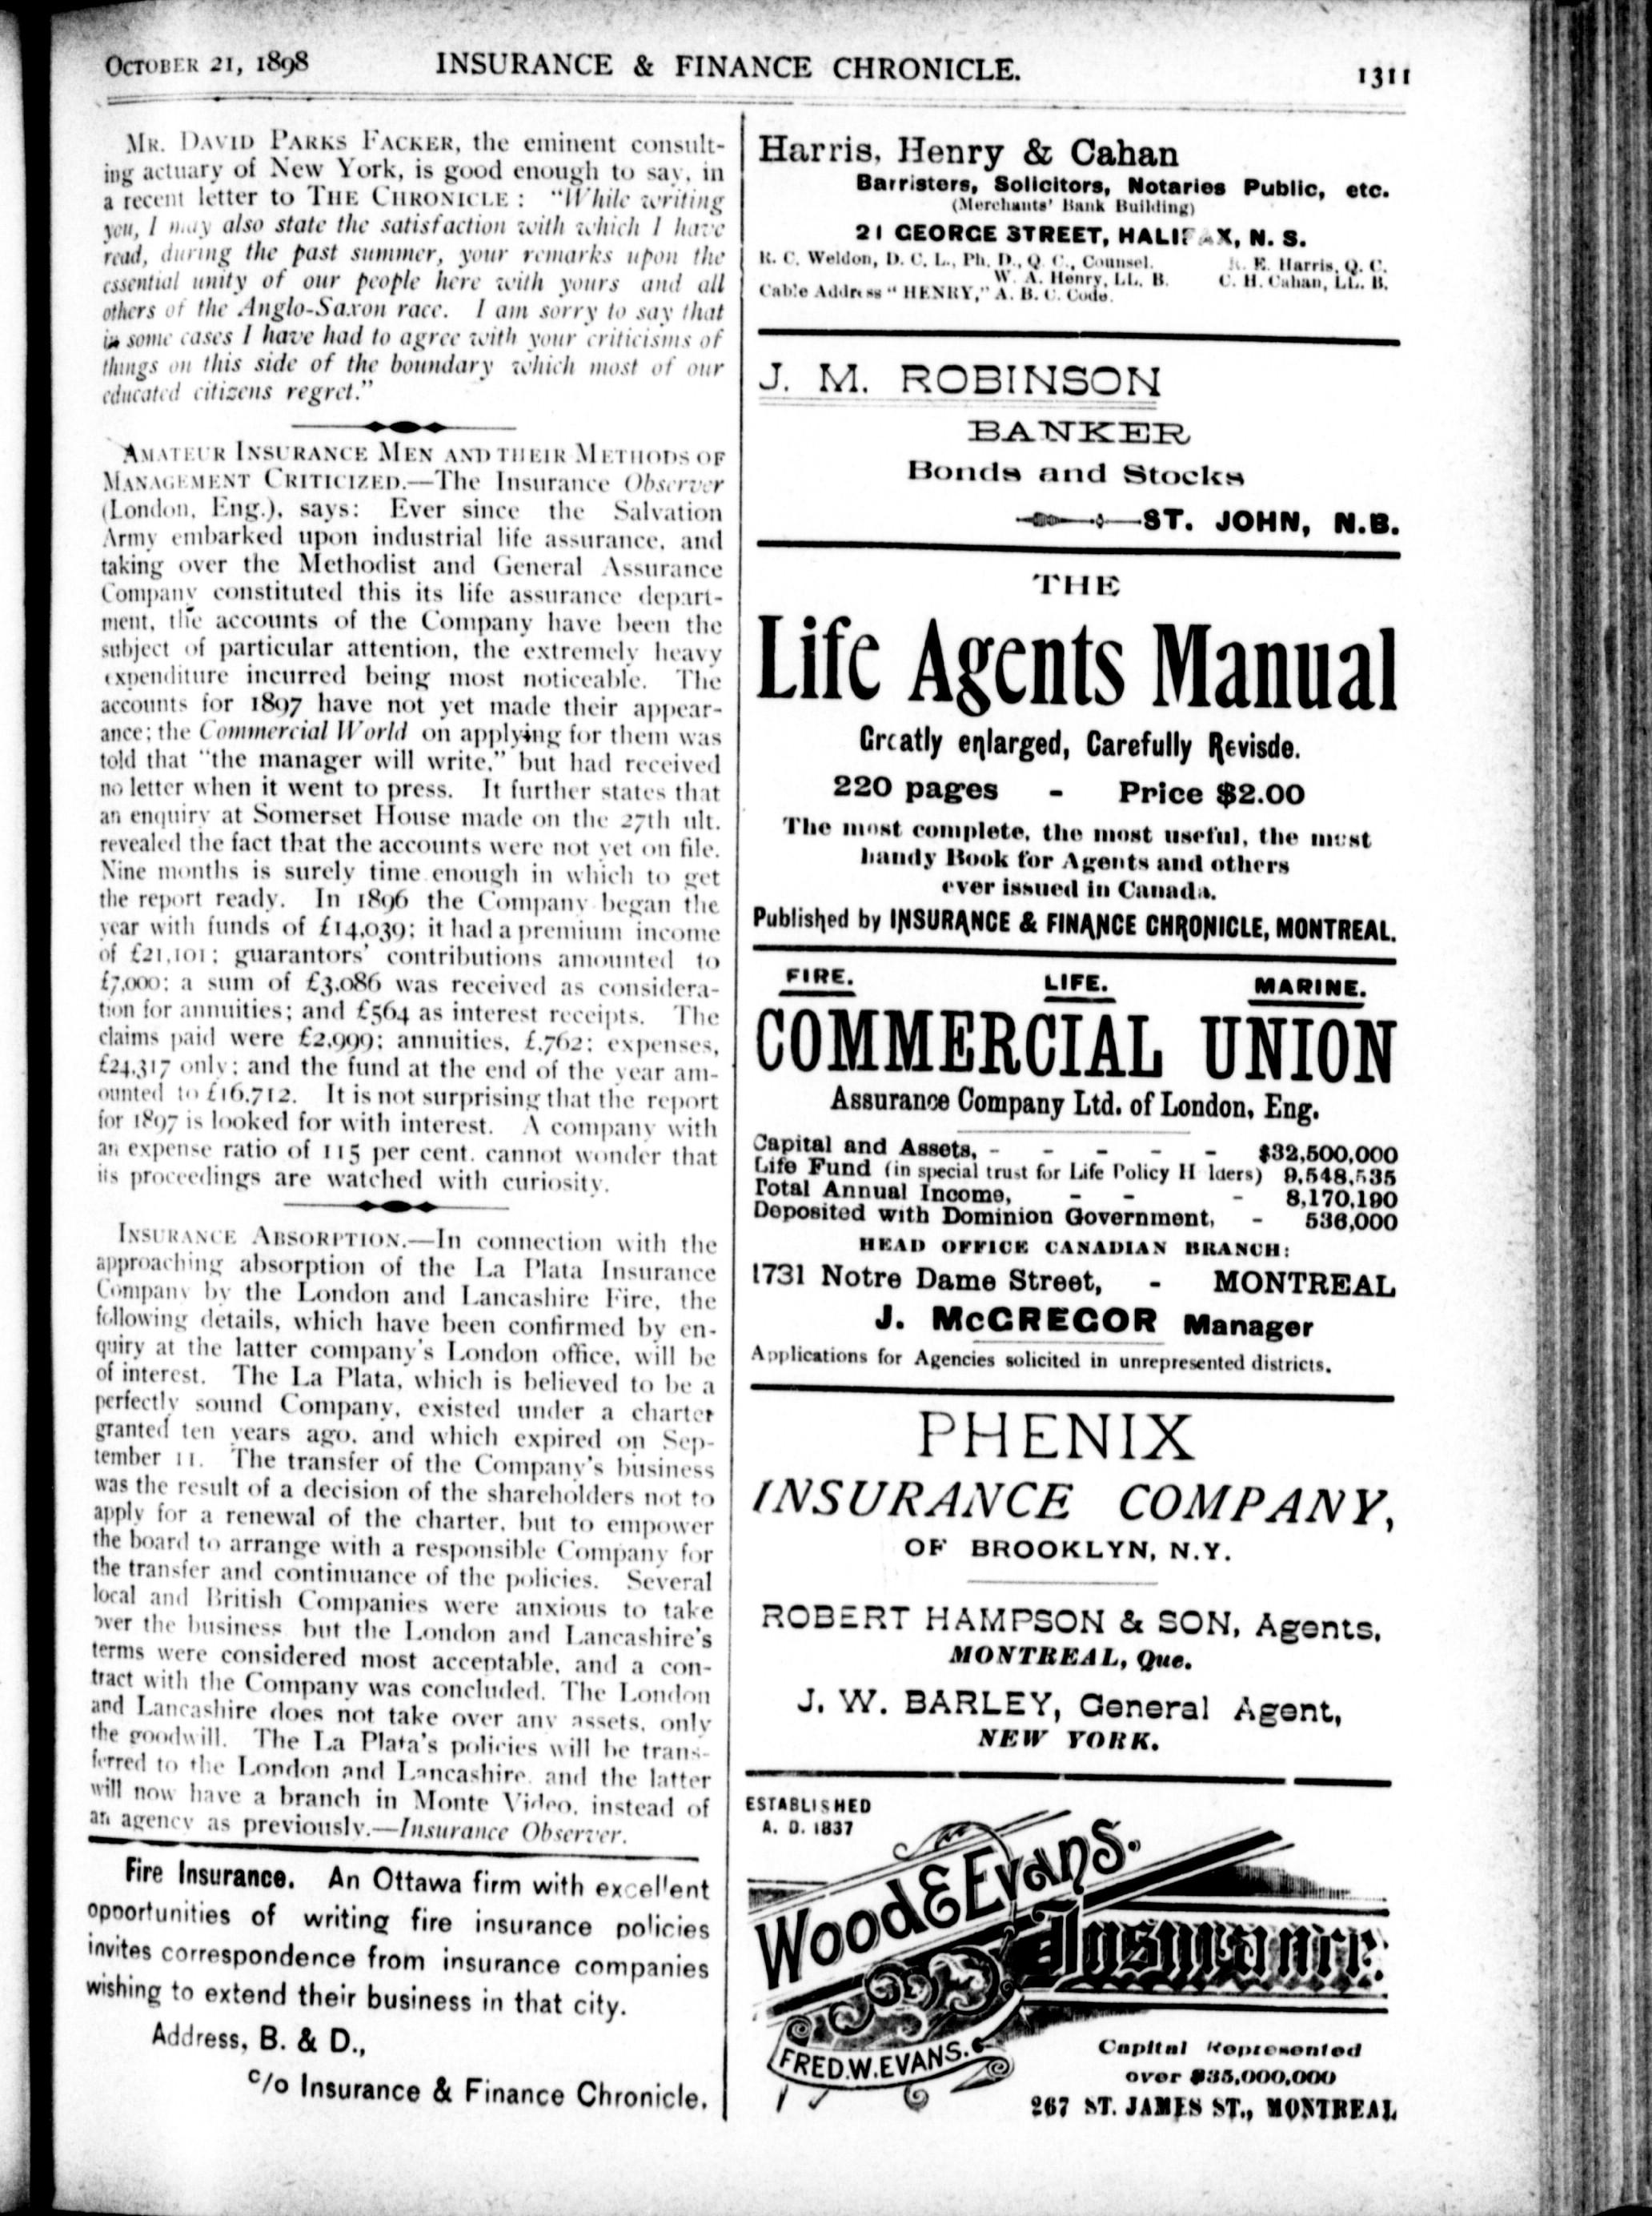 OCTOBER 21, 1898 INSURANCE & FINANCE CHRONICLE. 1311
MR. DAVID PARKS FACKER, the eminent consult-
ing actuary of New York, is good enough to say, in
a recent letter to THE CHRONICLE: "While writing
you, I may also state the satisfaction with which I have
read, during the past summer, your remarks upon the
essential unity of our people here with yours and all
others of the Anglo-Saxon race. I am sorry to say that
in some cases I have had to agree with your criticisms of
things on this side of the boundary which most of our
educated citizens regret."
AMATEUR INSURANCE MEN AND THEIR METHODS OF
MANAGEMENT CRITICIZED.—The Insurance Observer
(London, Eng.), says: Ever since the Salvation
Army embarked upon industrial life assurance, and
taking over the Methodist and General Assurance
Company constituted this its life assurance depart-
ment, the accounts of the Company have been the
subject of particular attention, the extremely heavy
expenditure incurred being most noticeable. The
accounts for 1897 have not yet made their appear-
ance; the Commercial World on applying for them was
told that "the manager will write," but had received
no letter when it went to press. It further states that
an enquiry at Somerset House made on the 27th ult.
revealed the fact that the accounts were not yet on file.
Nine months is surely time enough in which to get
the report ready. In 1896 the Company began the
year with funds of £14,039; it had a premium income
of £21,101; guarantors' contributions amounted to
£7,000; a sum of £3,086 was received as considera-
tion for annuities; and £564 as interest receipts. The
claims paid were £2,999; annuities, £,762; expenses,
£24,317 only; and the fund at the end of the year am-
ounted to £16,712. It is not surprising that the report
for 1897 is looked for with interest. A company with
an expense ratio of 115 per cent. cannot wonder that
its proceedings are watched with curiosity.
INSURANCE ABSORPTION.—In connection with the
approaching absorption of the La Plata Insurance
Company by the London and Lancashire Fire, the
following details, which have been confirmed by en-
quiry at the latter company's London office, will be
of interest. The La Plata, which is believed to be a
perfectly sound Company, existed under a charter
granted ten years ago, and which expired on Sep-
tember 11. The transfer of the Company's business
was the result of a decision of the shareholders not to
apply for a renewal of the charter, but to empower
the board to arrange with a responsible Company for
the transfer and continuance of the policies. Several
local and British Companies were anxious to take
over the business but the London and Lancashire's
terms were considered most acceptable, and a con-
tract with the Company was concluded. The London
and Lancashire does not take over any assets, only
the goodwill. The La Plata's policies will be trans-
ferred to the London and Lancashire, and the latter
will now have a branch in Monte Video, instead of
an agency as previously.—Insurance Observer.
Fire Insurance. An Ottawa firm with excellent
opportunities of writing fire insurance policies
invites correspondence from insurance companies
wishing to extend their business in that city.
Address, B. & D.,
c/o Insurance & Finance Chronicle.
Harris, Henry & Cahan
Barristers, Solicitors, Notaries Public, etc.
(Merchants' Bank Building)
21 GEORGE STREET, HALIFAX, N. S.
R. C. Weldon, D. C. L., Ph. D., Q. C., Counsel. R. E. Harris, Q. C.
W. A. Henry, LL. B. C. H. Cahan, LL. B.
Cable Address "HENRY," A. B. C. Code.
J. M. ROBINSON
BANKER
Bonds and Stocks
ST. JOHN, N.B.
THE
Life Agents Manual
Greatly enlarged, Carefully Revisde.
220 pages - Price $2.00
The most complete, the most useful, the most
handy Book for Agents and others
ever issued in Canada.
Published by INSURANCE & FINANCE CHRONICLE, MONTREAL.
FIRE. LIFE. MARINE.
COMMERCIAL UNION
Assurance Company Ltd. of London, Eng.
Capital and Assets, - - - - - $32,500,000
Life Fund (in special trust for Life Policy H lders) 9,548,535
Total Annual Income, - - - 8,170,190
Deposited with Dominion Government, - 536,000
HEAD OFFICE CANADIAN BRANCH:
1731 Notre Dame Street, - MONTREAL
J. McGREGOR Manager
Applications for Agencies solicited in unrepresented districts.
PHENIX
INSURANCE COMPANY,
OF BROOKLYN, N.Y.
ROBERT HAMPSON & SON, Agents,
MONTREAL, Que.
J. W. BARLEY, General Agent,
NEW YORK.
ESTABLISHED
A. D. 1837
Wood & Evans.
Insurance
FRED.W.EVANS.
Capital Represented
over $35,000,000
267 ST. JAMES ST., MONTREAL